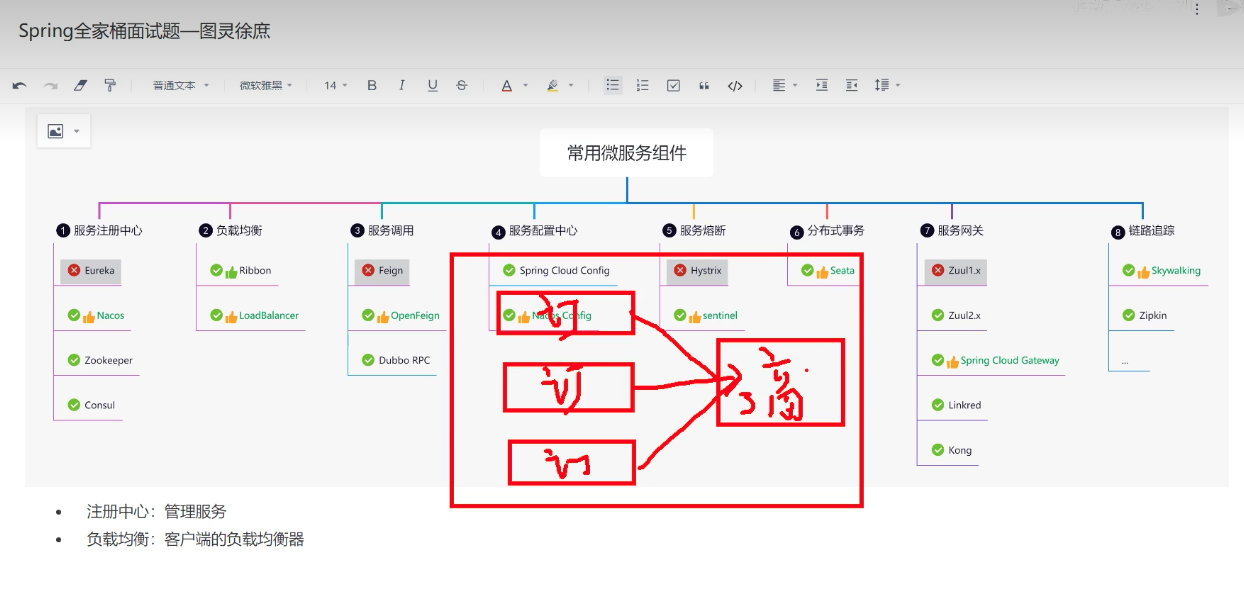 Spring全家桶面试题—图灵徐庶
普通文本 微软雅黑 14 B I U S A
常用微服务组件
1 服务注册中心 2 负载均衡 3 服务调用 4 服务配置中心 5 服务熔断 6 分布式事务 7 服务网关 8 链路追踪
Eureka Ribbon Feign Spring Cloud Config Hystrix Seata Zuul1.x Skywalking
Nacos LoadBalancer OpenFeign Nacos Config sentinel Zuul2.x Zipkin
Zookeeper Dubbo RPC Spring Cloud Gateway ...
Consul Linkred
Kong
• 注册中心：管理服务
• 负载均衡：客户端的负载均衡器